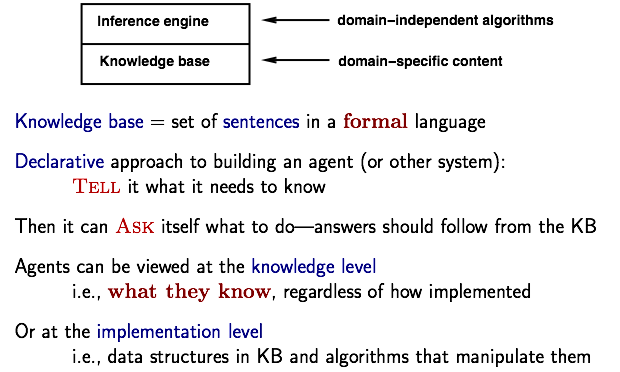 Inference engine domain-independent algorithms
Knowledge base domain-specific content
Knowledge base = set of sentences in a formal language
Declarative approach to building an agent (or other system):
TELL it what it needs to know
Then it can ASK itself what to do—answers should follow from the KB
Agents can be viewed at the knowledge level
i.e., what they know, regardless of how implemented
Or at the implementation level
i.e., data structures in KB and algorithms that manipulate them